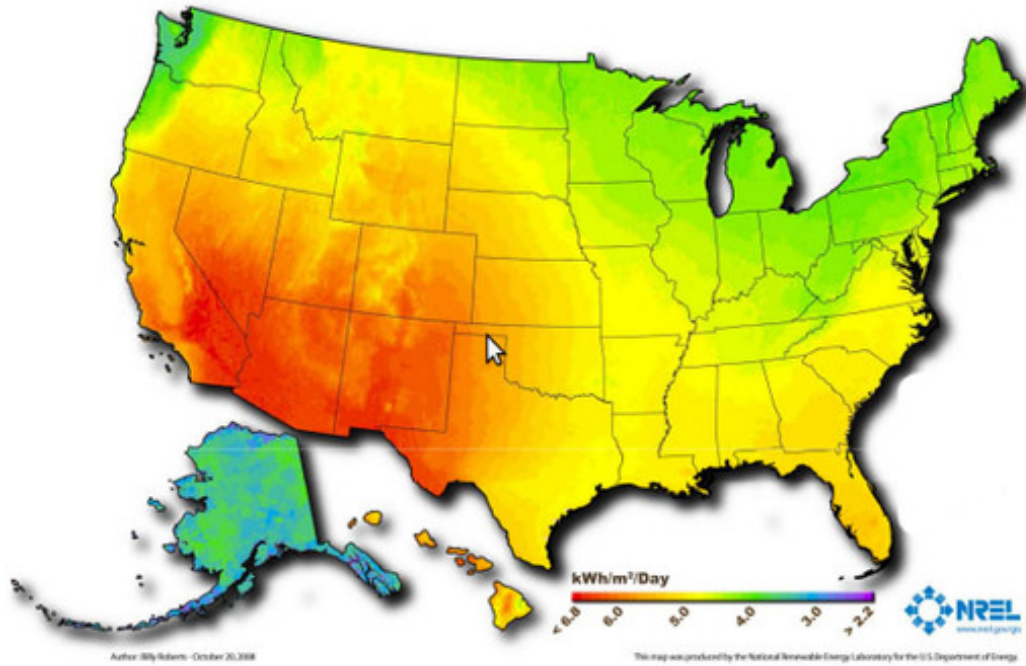 kWh/m²/Day
< 6.8 6.0 5.0 4.0 3.0 > 2.2
NREL
www.nrel.gov/gis
Author: Billy Roberts - October 20, 2008
This map was produced by the National Renewable Energy Laboratory for the U.S. Department of Energy.